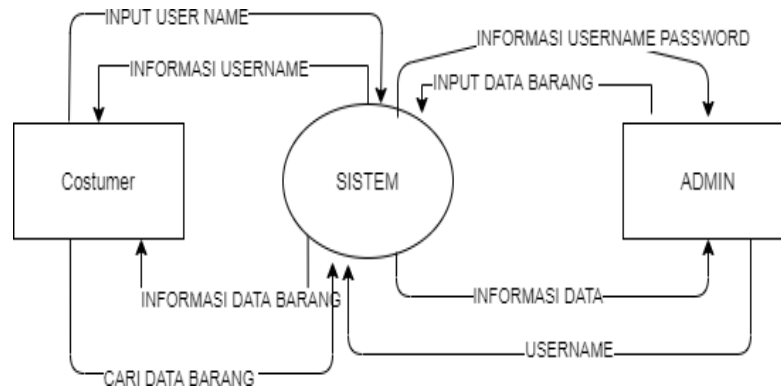 INPUT USER NAME
INFORMASI USERNAME PASSWORD
INFORMASI USERNAME
INPUT DATA BARANG
Costumer
SISTEM
ADMIN
INFORMASI DATA BARANG
INFORMASI DATA
USERNAME
CARI DATA BARANG